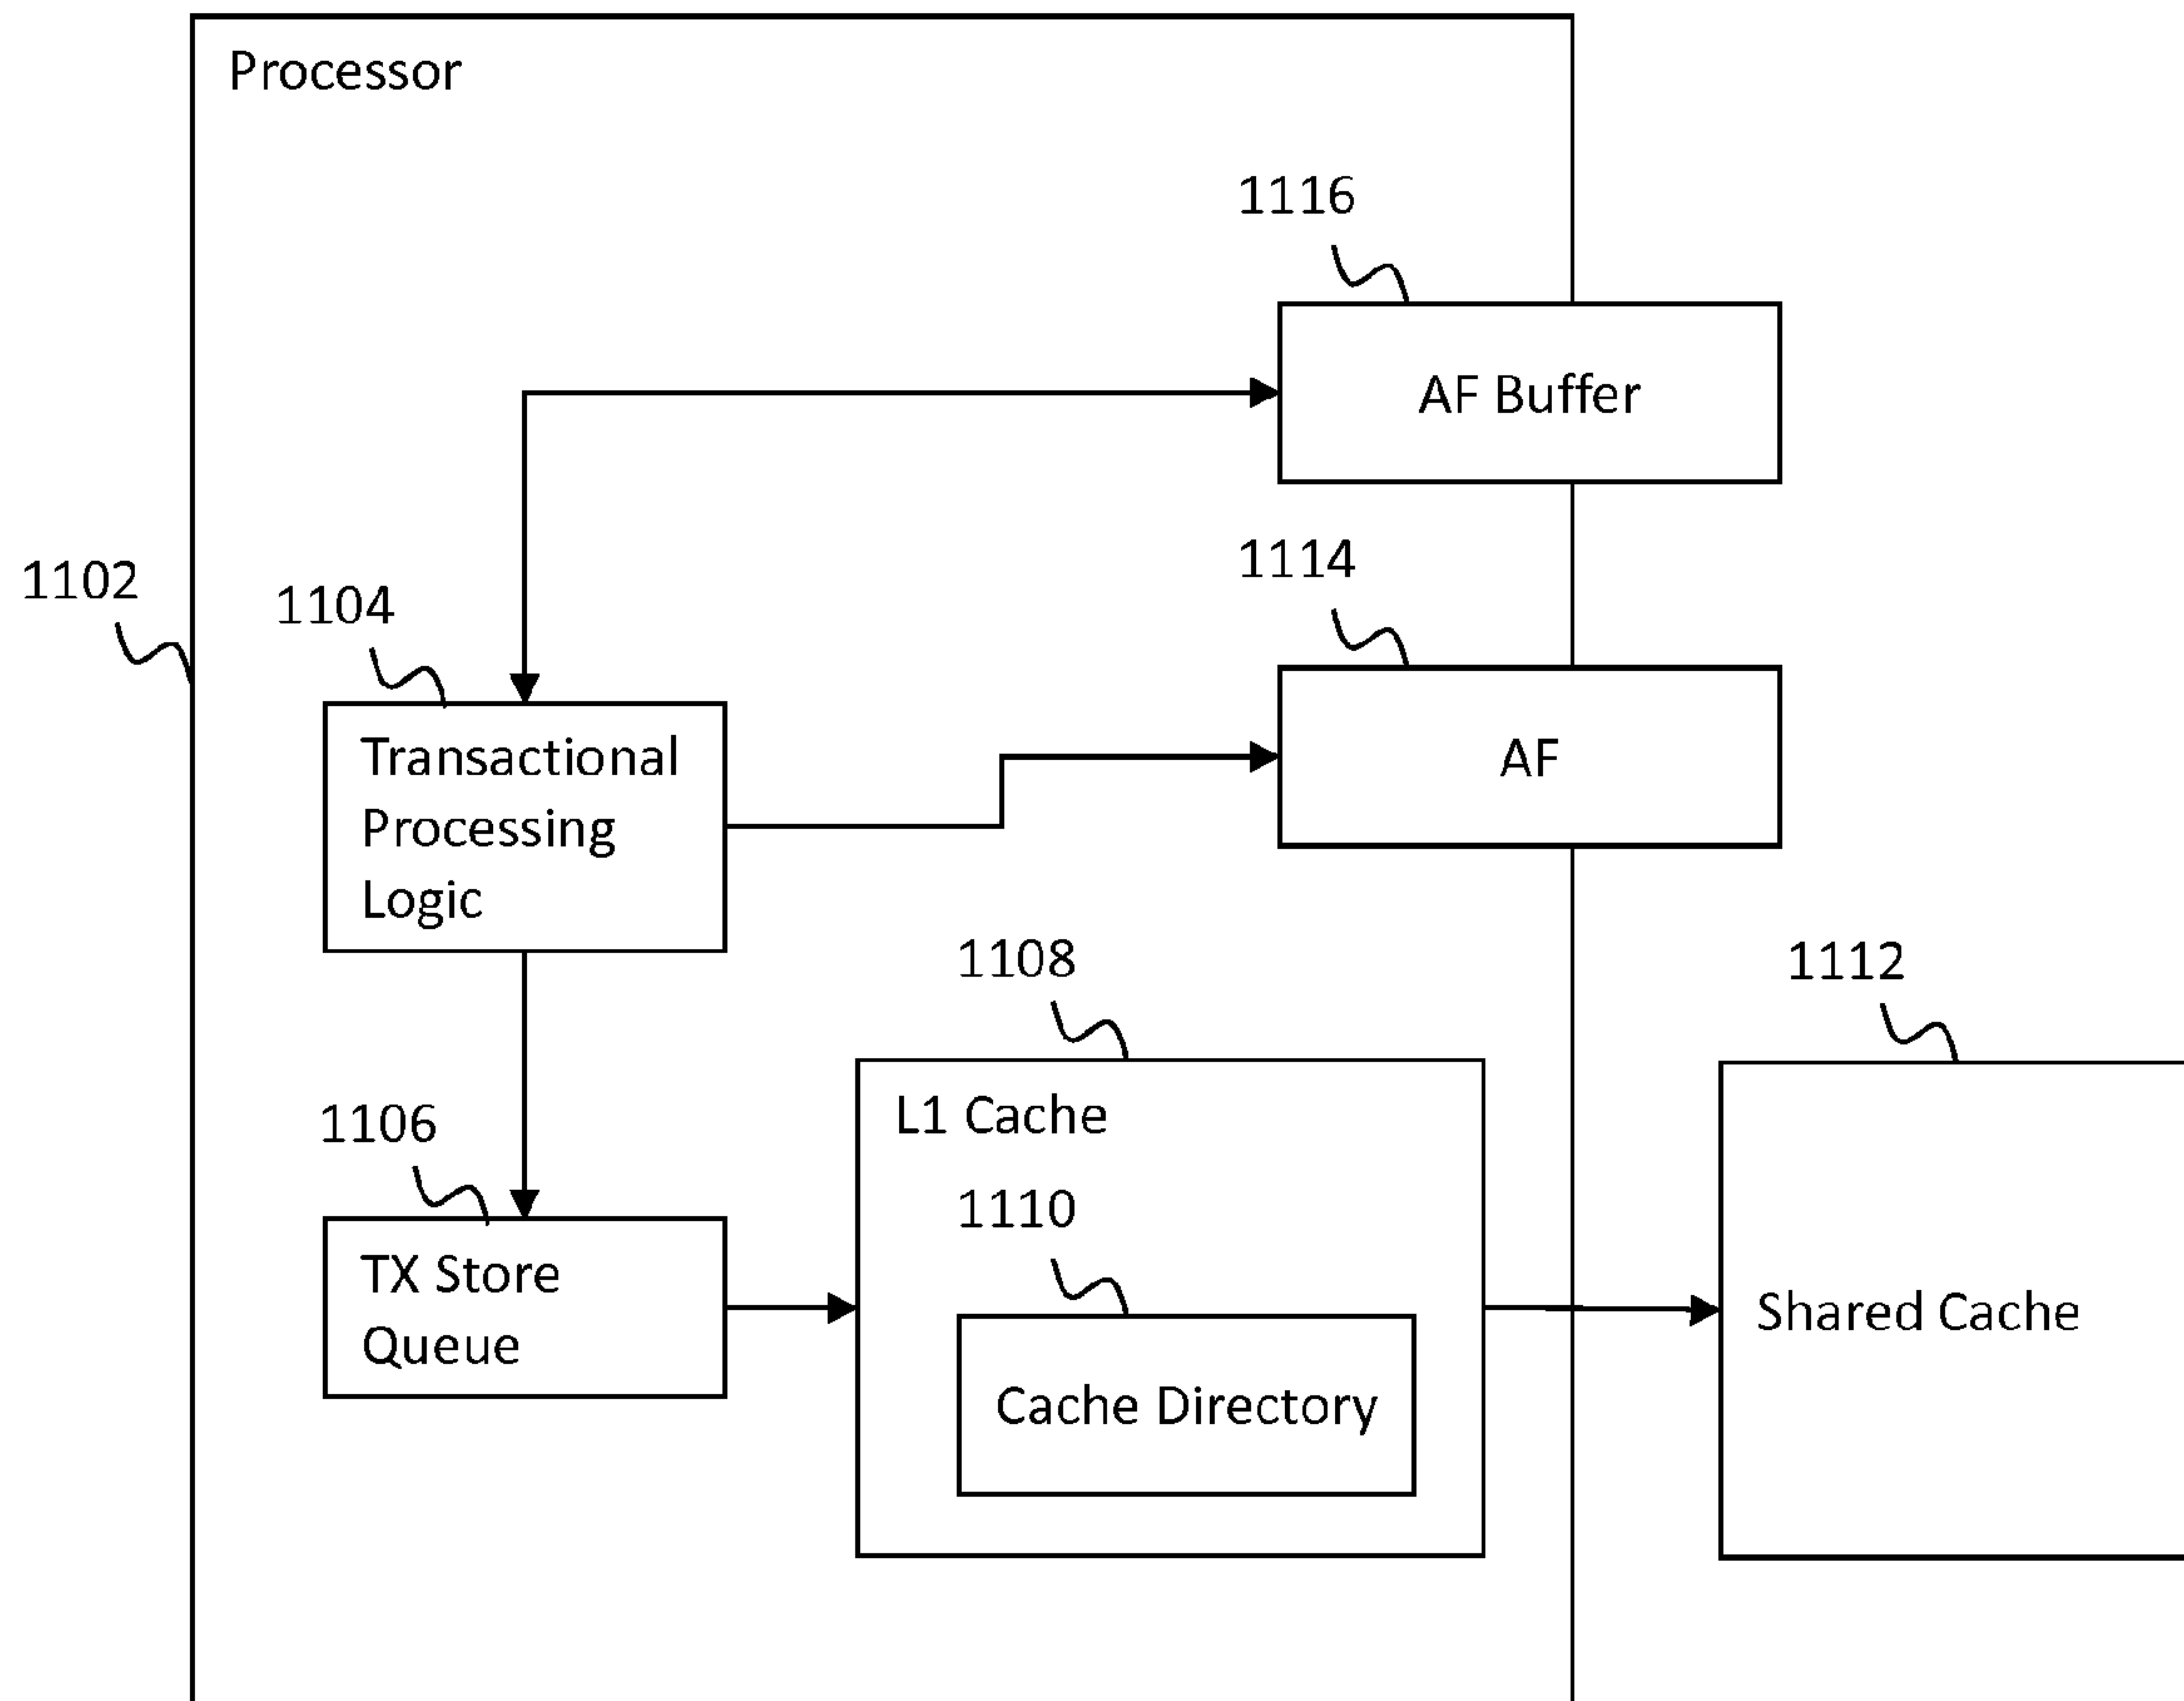 Processor
1116
AF Buffer
1114
1102
1104
Transactional
Processing
Logic
AF
1108
1112
L1 Cache
1106
1110
TX Store
Queue
Shared Cache
Cache Directory